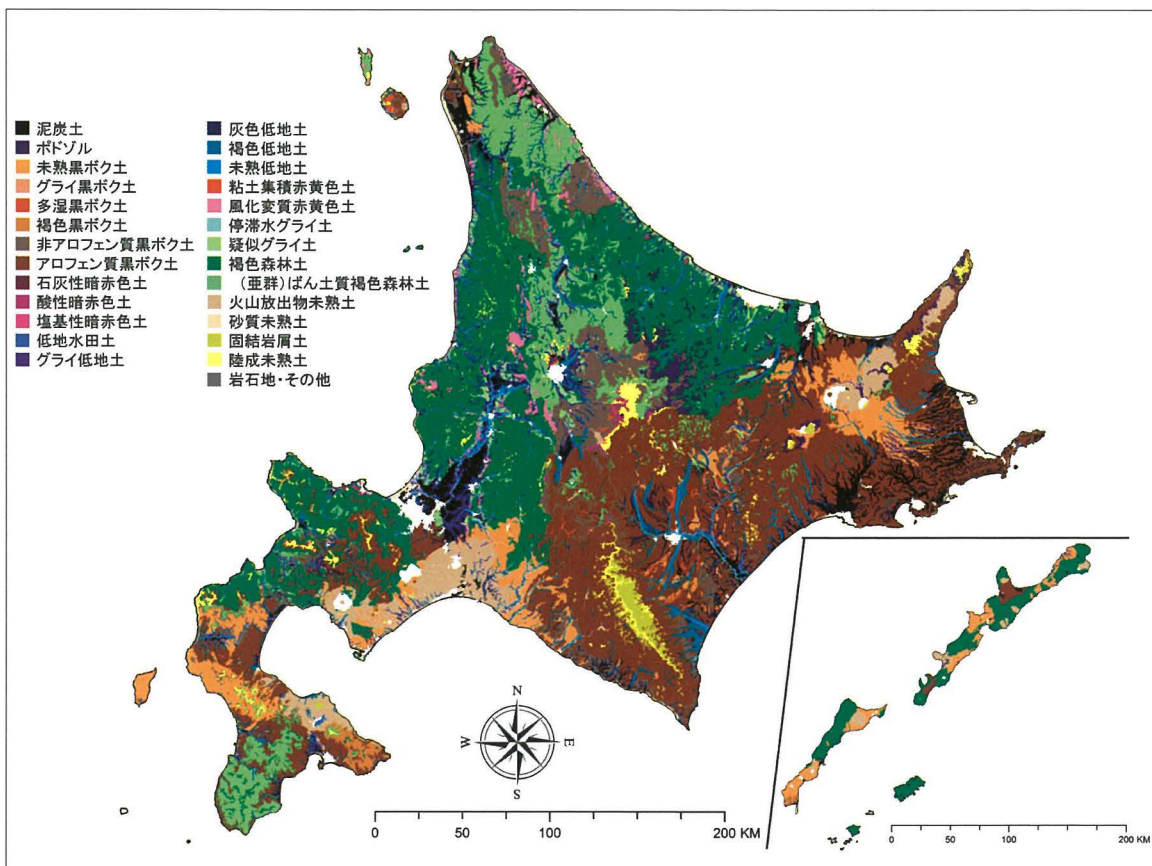 泥炭土
ポドゾル
未熟黒ボク土
グライ黒ボク土
多湿黒ボク土
褐色黒ボク土
非アロフェン質黒ボク土
アロフェン質黒ボク土
石灰性暗赤色土
酸性暗赤色土
塩基性暗赤色土
低地水田土
グライ低地土
灰色低地土
褐色低地土
未熟低地土
粘土集積赤黄色土
風化変質赤黄色土
停滞水グライ土
疑似グライ土
褐色森林土
（亜群）ばん土質褐色森林土
火山放出物未熟土
砂質未熟土
固結岩屑土
陸成未熟土
岩石地・その他
N
W
E
S
0 50 100 200 KM
0 50 100 200 KM